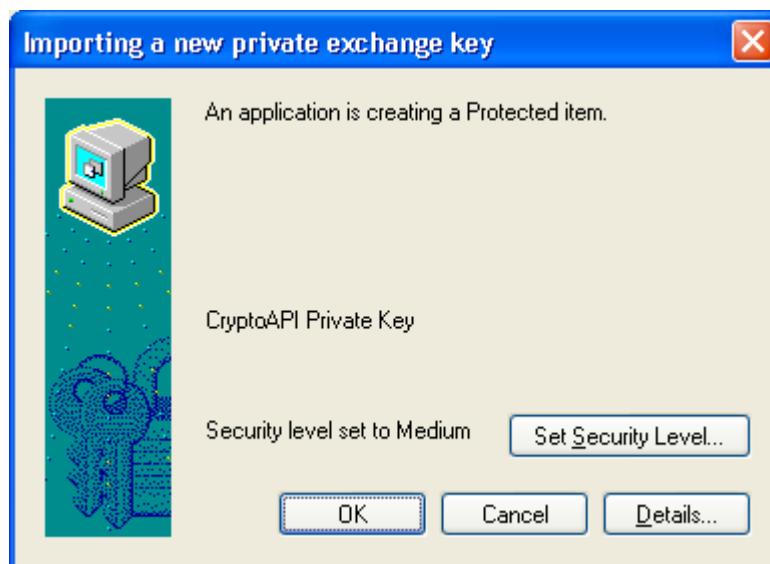 Importing a new private exchange key
An application is creating a Protected item.
CryptoAPI Private Key
Security level set to Medium
Set Security Level...
OK
Cancel
Details...